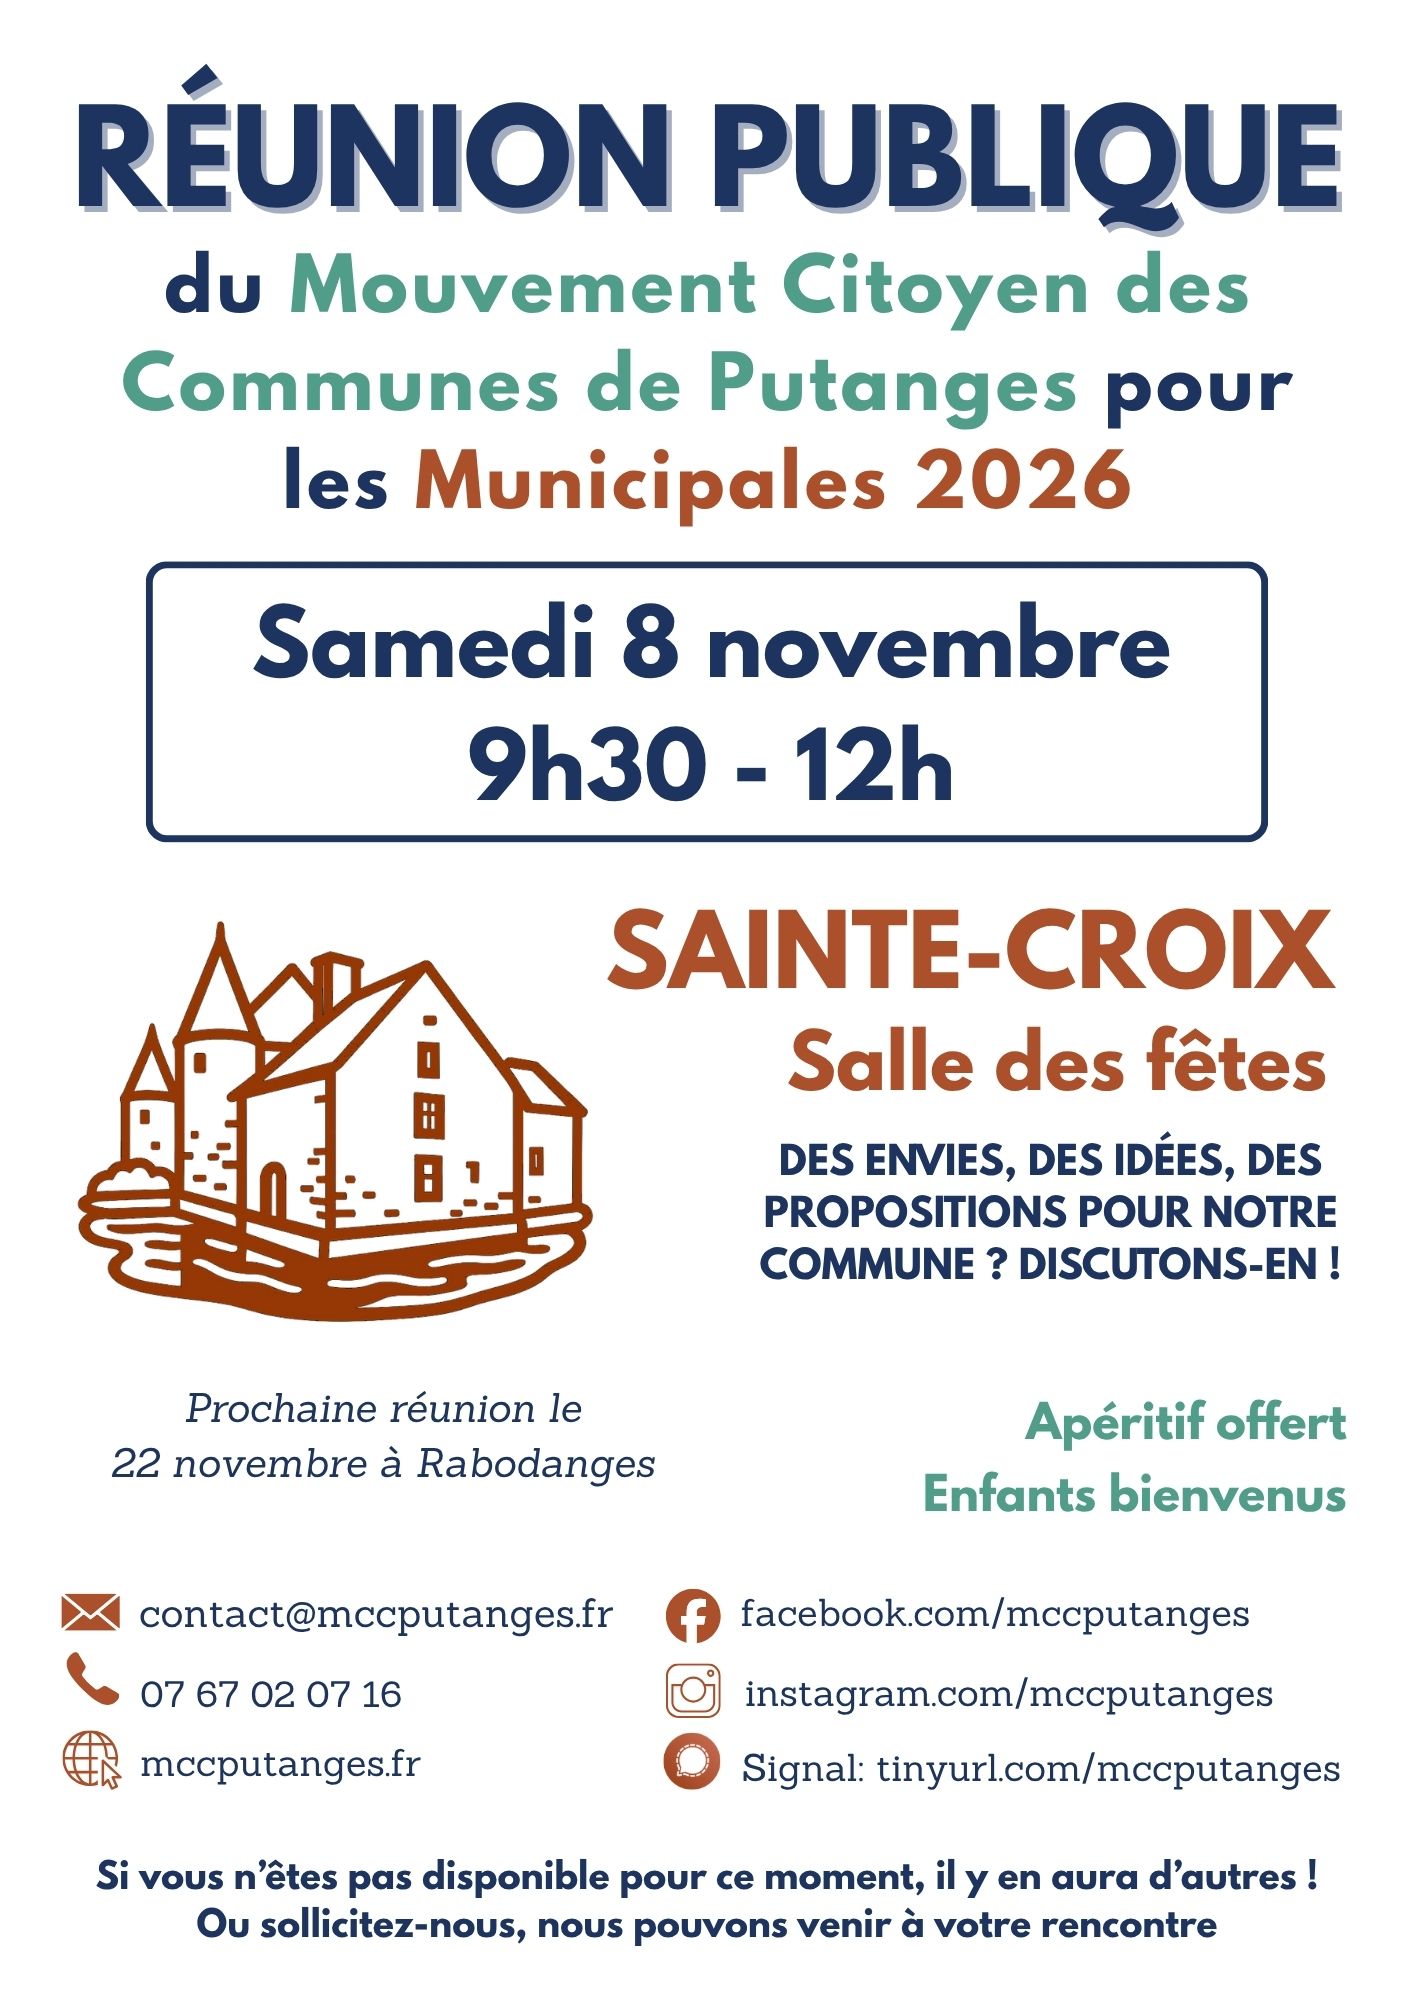 RÉUNION PUBLIQUE
du Mouvement Citoyen des
Communes de Putanges pour
les Municipales 2026
Samedi 8 novembre
9h30 - 12h
SAINTE-CROIX
Salle des fêtes
DES ENVIES, DES IDÉES, DES
PROPOSITIONS POUR NOTRE
COMMUNE ? DISCUTONS-EN !
Prochaine réunion le
22 novembre à Rabodanges
Apéritif offert
Enfants bienvenus
contact@mccputanges.fr
07 67 02 07 16
mccputanges.fr
facebook.com/mccputanges
instagram.com/mccputanges
Signal: tinyurl.com/mccputanges
Si vous n’êtes pas disponible pour ce moment, il y en aura d’autres !
Ou sollicitez-nous, nous pouvons venir à votre rencontre